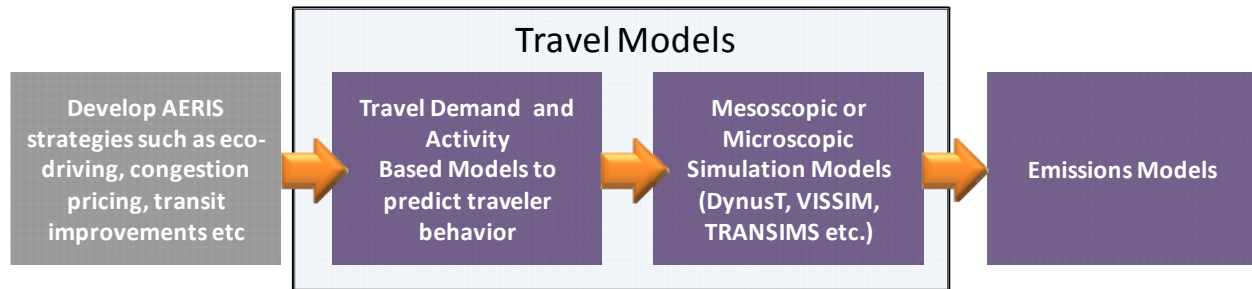 Travel Models
Develop AERIS
strategies such as eco-
driving, congestion
pricing, transit
improvements etc
Travel Demand and
Activity
Based Models to
predict traveler
behavior
Mesoscopic or
Microscopic
Simulation Models
(DynusT, VISSIM,
TRANSIMS etc.)
Emissions Models